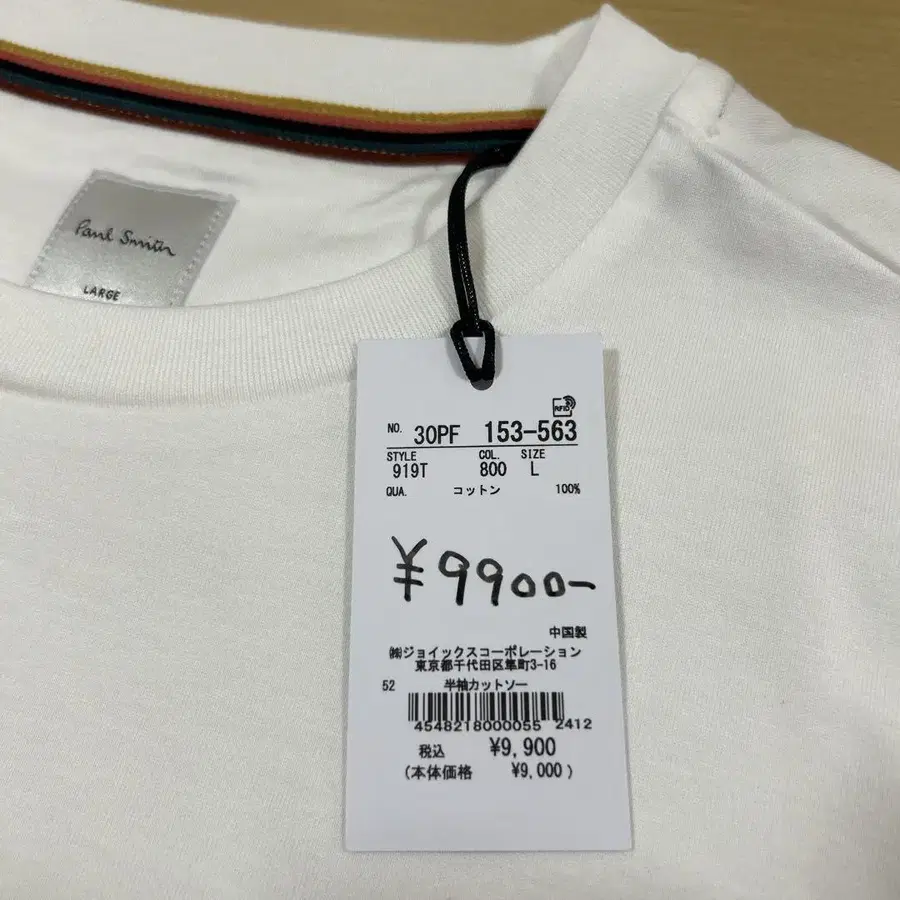 Paul Smith
LARGE
RFID
NO. 30PF 153-563
STYLE COL. SIZE
919T 800 L
QUA. コットン 100%
¥9900-
中国製
㈱ジョイックスコーポレーション
東京都千代田区隼町3-16
52 半袖カットソー
4548218000055 2412
税込 ¥9,900
(本体価格 ¥9,000)